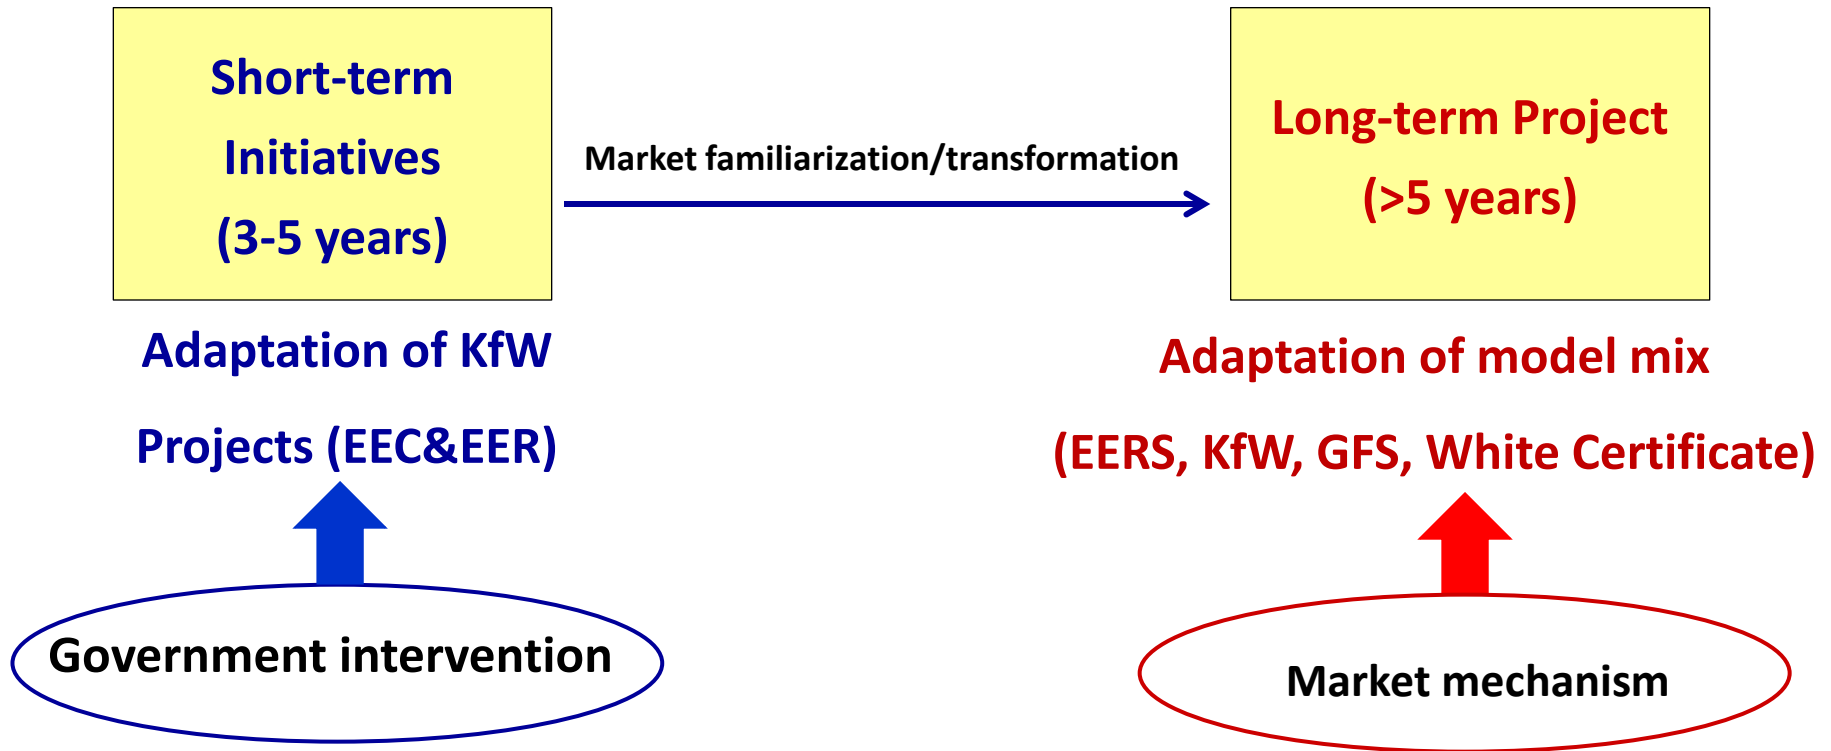 Short-term
Initiatives
(3-5 years)
Market familiarization/transformation
Long-term Project
(>5 years)
Adaptation of KfW
Projects (EEC&EER)
Adaptation of model mix
(EERS, KfW, GFS, White Certificate)
Government intervention
Market mechanism